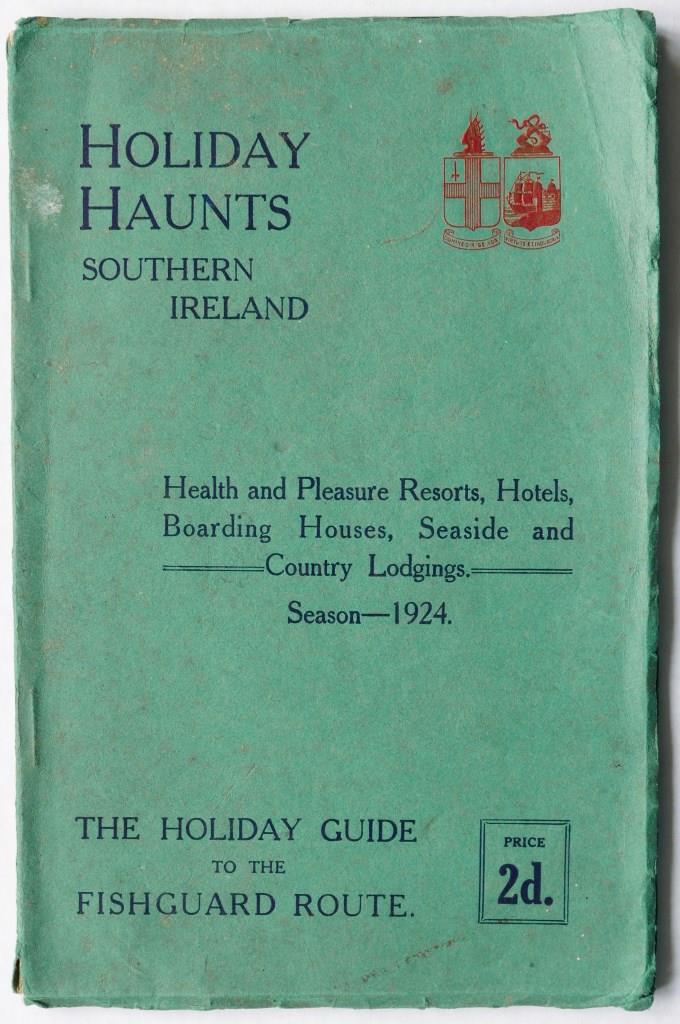 HOLIDAY
HAUNTS
SOUTHERN
IRELAND
Health and Pleasure Resorts, Hotels,
Boarding Houses, Seaside and
Country Lodgings.
Season—1924.
THE HOLIDAY GUIDE
TO THE
FISHGUARD ROUTE.
PRICE
2d.